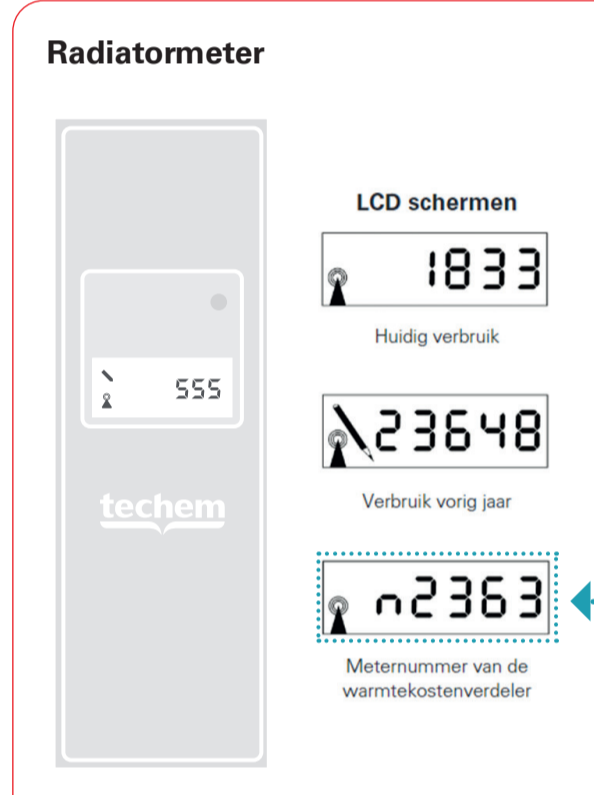 Radiatormeter
555
techem
LCD schermen
1833
Huidig verbruik
23648
Verbruik vorig jaar
n2363
Meternummer van de
warmtekostenverdeler